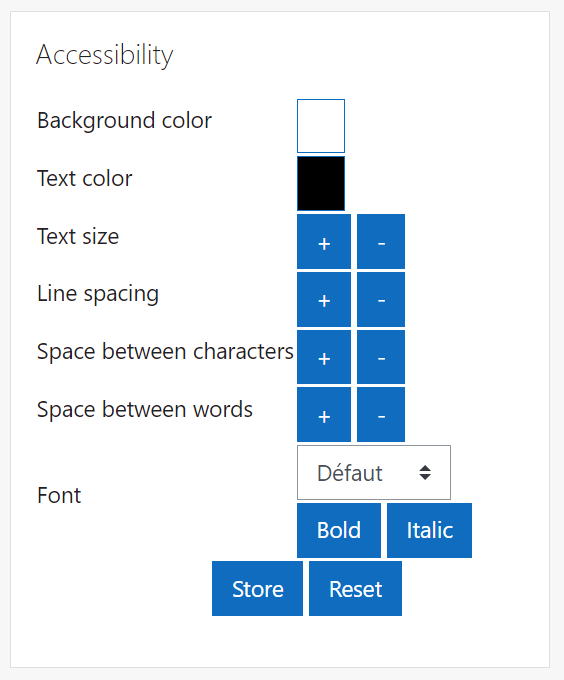 Accessibility
Background color
Text color
Text size + -
Line spacing + -
Space between characters + -
Space between words + -
Défaut
Font
Bold Italic
Store Reset